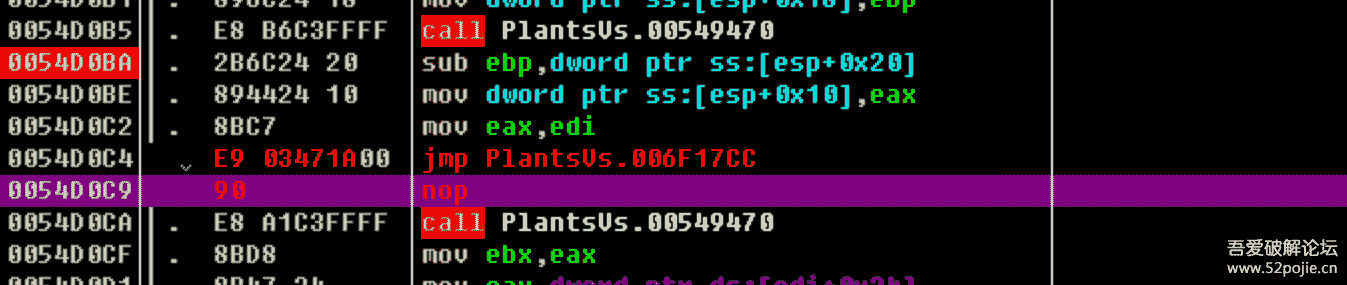 0054D0B5 . E8 B6C3FFFF call PlantsVs.00549470
0054D0BA . 2B6C24 20 sub ebp,dword ptr ss:[esp+0x20]
0054D0BE . 894424 10 mov dword ptr ss:[esp+0x10],eax
0054D0C2 . 8BC7 mov eax,edi
0054D0C4 E9 03471A00 jmp PlantsVs.006F17CC
0054D0C9 90 nop
0054D0CA . E8 A1C3FFFF call PlantsVs.00549470
0054D0CF . 8BD8 mov ebx,eax
吾爱破解论坛
www.52pojie.cn